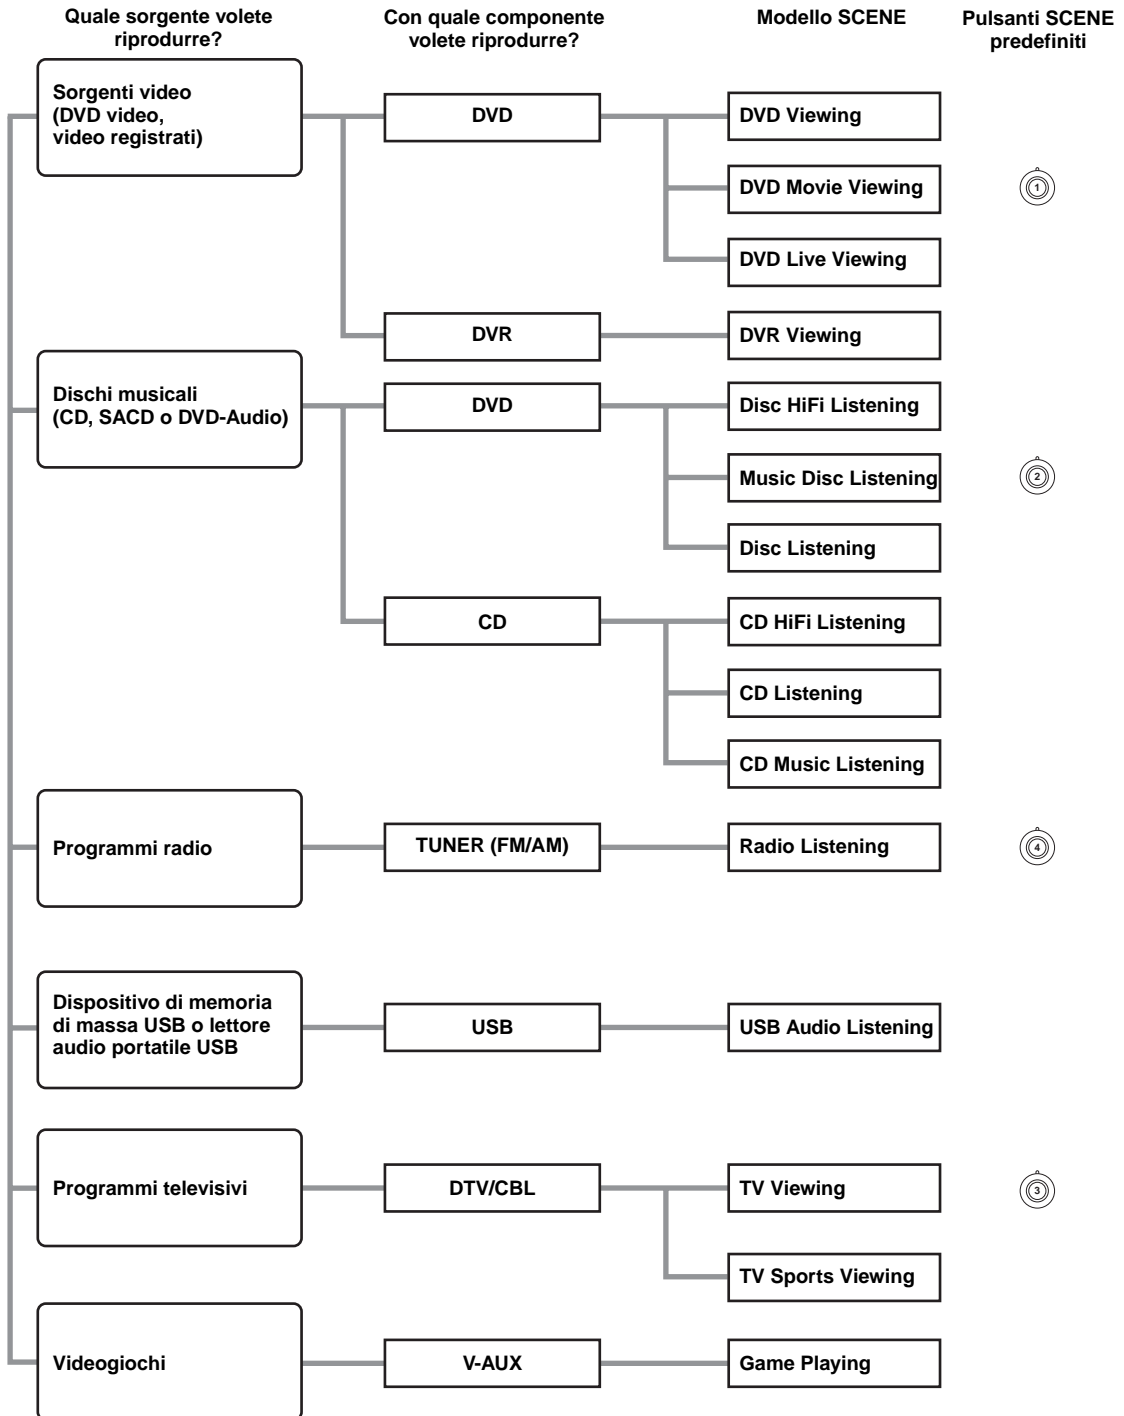 Quale sorgente volete
riprodurre?
Con quale componente
volete riprodurre?
Modello SCENE
Pulsanti SCENE
predefiniti
Sorgenti video
(DVD video,
video registrati)
DVD
DVD Viewing
DVD Movie Viewing
1
DVD Live Viewing
DVR
DVR Viewing
Dischi musicali
(CD, SACD o DVD-Audio)
DVD
Disc HiFi Listening
Music Disc Listening
2
Disc Listening
CD
CD HiFi Listening
CD Listening
CD Music Listening
Programmi radio
TUNER (FM/AM)
Radio Listening
4
Dispositivo di memoria
di massa USB o lettore
audio portatile USB
USB
USB Audio Listening
Programmi televisivi
DTV/CBL
TV Viewing
3
TV Sports Viewing
Videogiochi
V-AUX
Game Playing